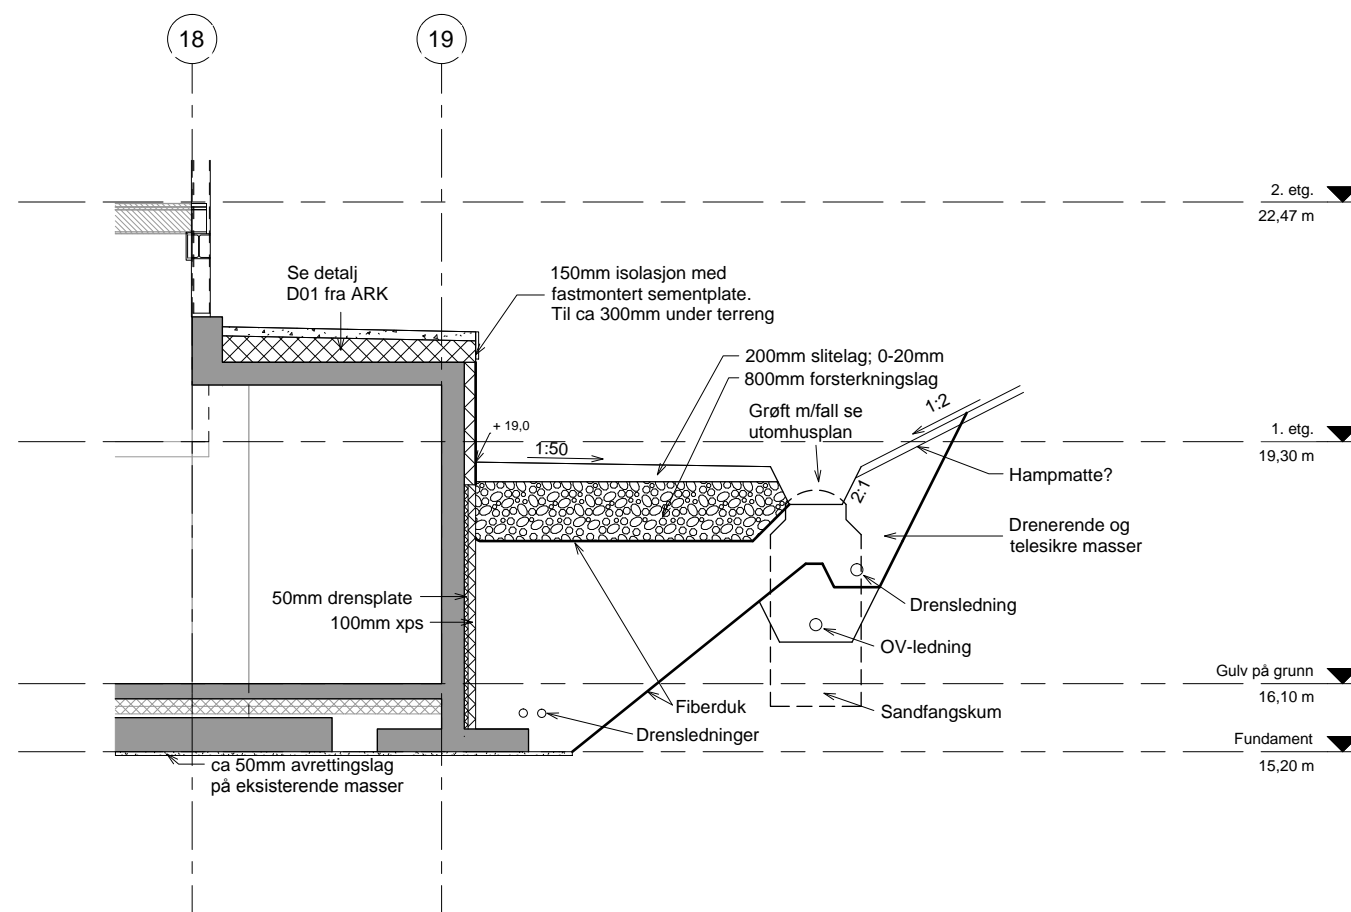 18
19
2. etg.
22,47 m
Se detalj
D01 fra ARK
150mm isolasjon med
fastmontert sementplate.
Til ca 300mm under terreng
200mm slitelag; 0-20mm
800mm forsterkningslag
Grøft m/fall se
utomhusplan
1:2
+ 19,0
1:50
1. etg.
19,30 m
Hampmatte?
2:1
Drenerende og
telesikre masser
50mm drensplate
100mm xps
Drensledning
OV-ledning
Gulv på grunn
16,10 m
Fiberduk
Sandfangskum
Drensledninger
Fundament
15,20 m
ca 50mm avrettingslag
på eksisterende masser